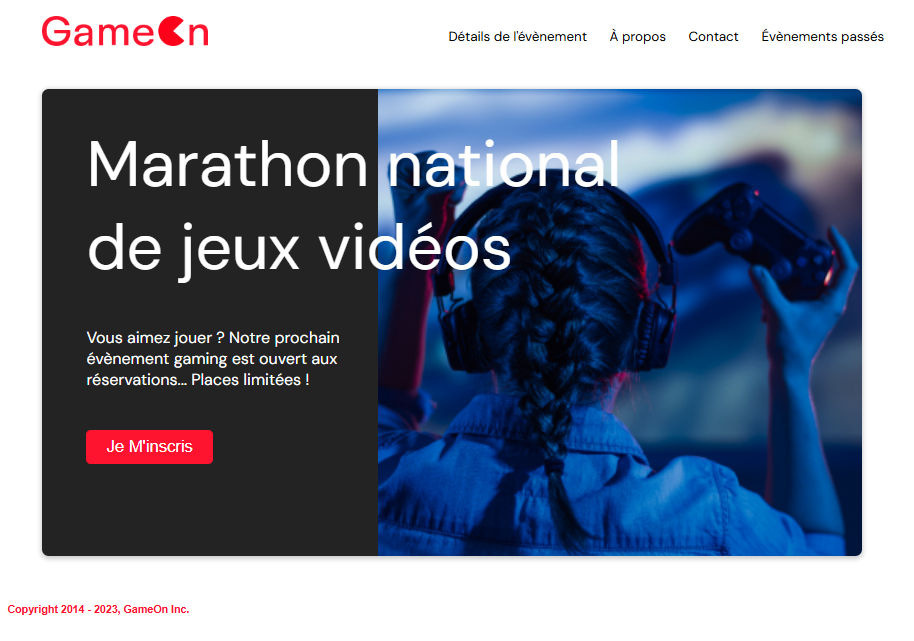 GameOn
Détails de l'évènement À propos Contact Évènements passés
Marathon national
de jeux vidéos
Vous aimez jouer ? Notre prochain
évènement gaming est ouvert aux
réservations... Places limitées !
Je M'inscris
Copyright 2014 - 2023, GameOn Inc.